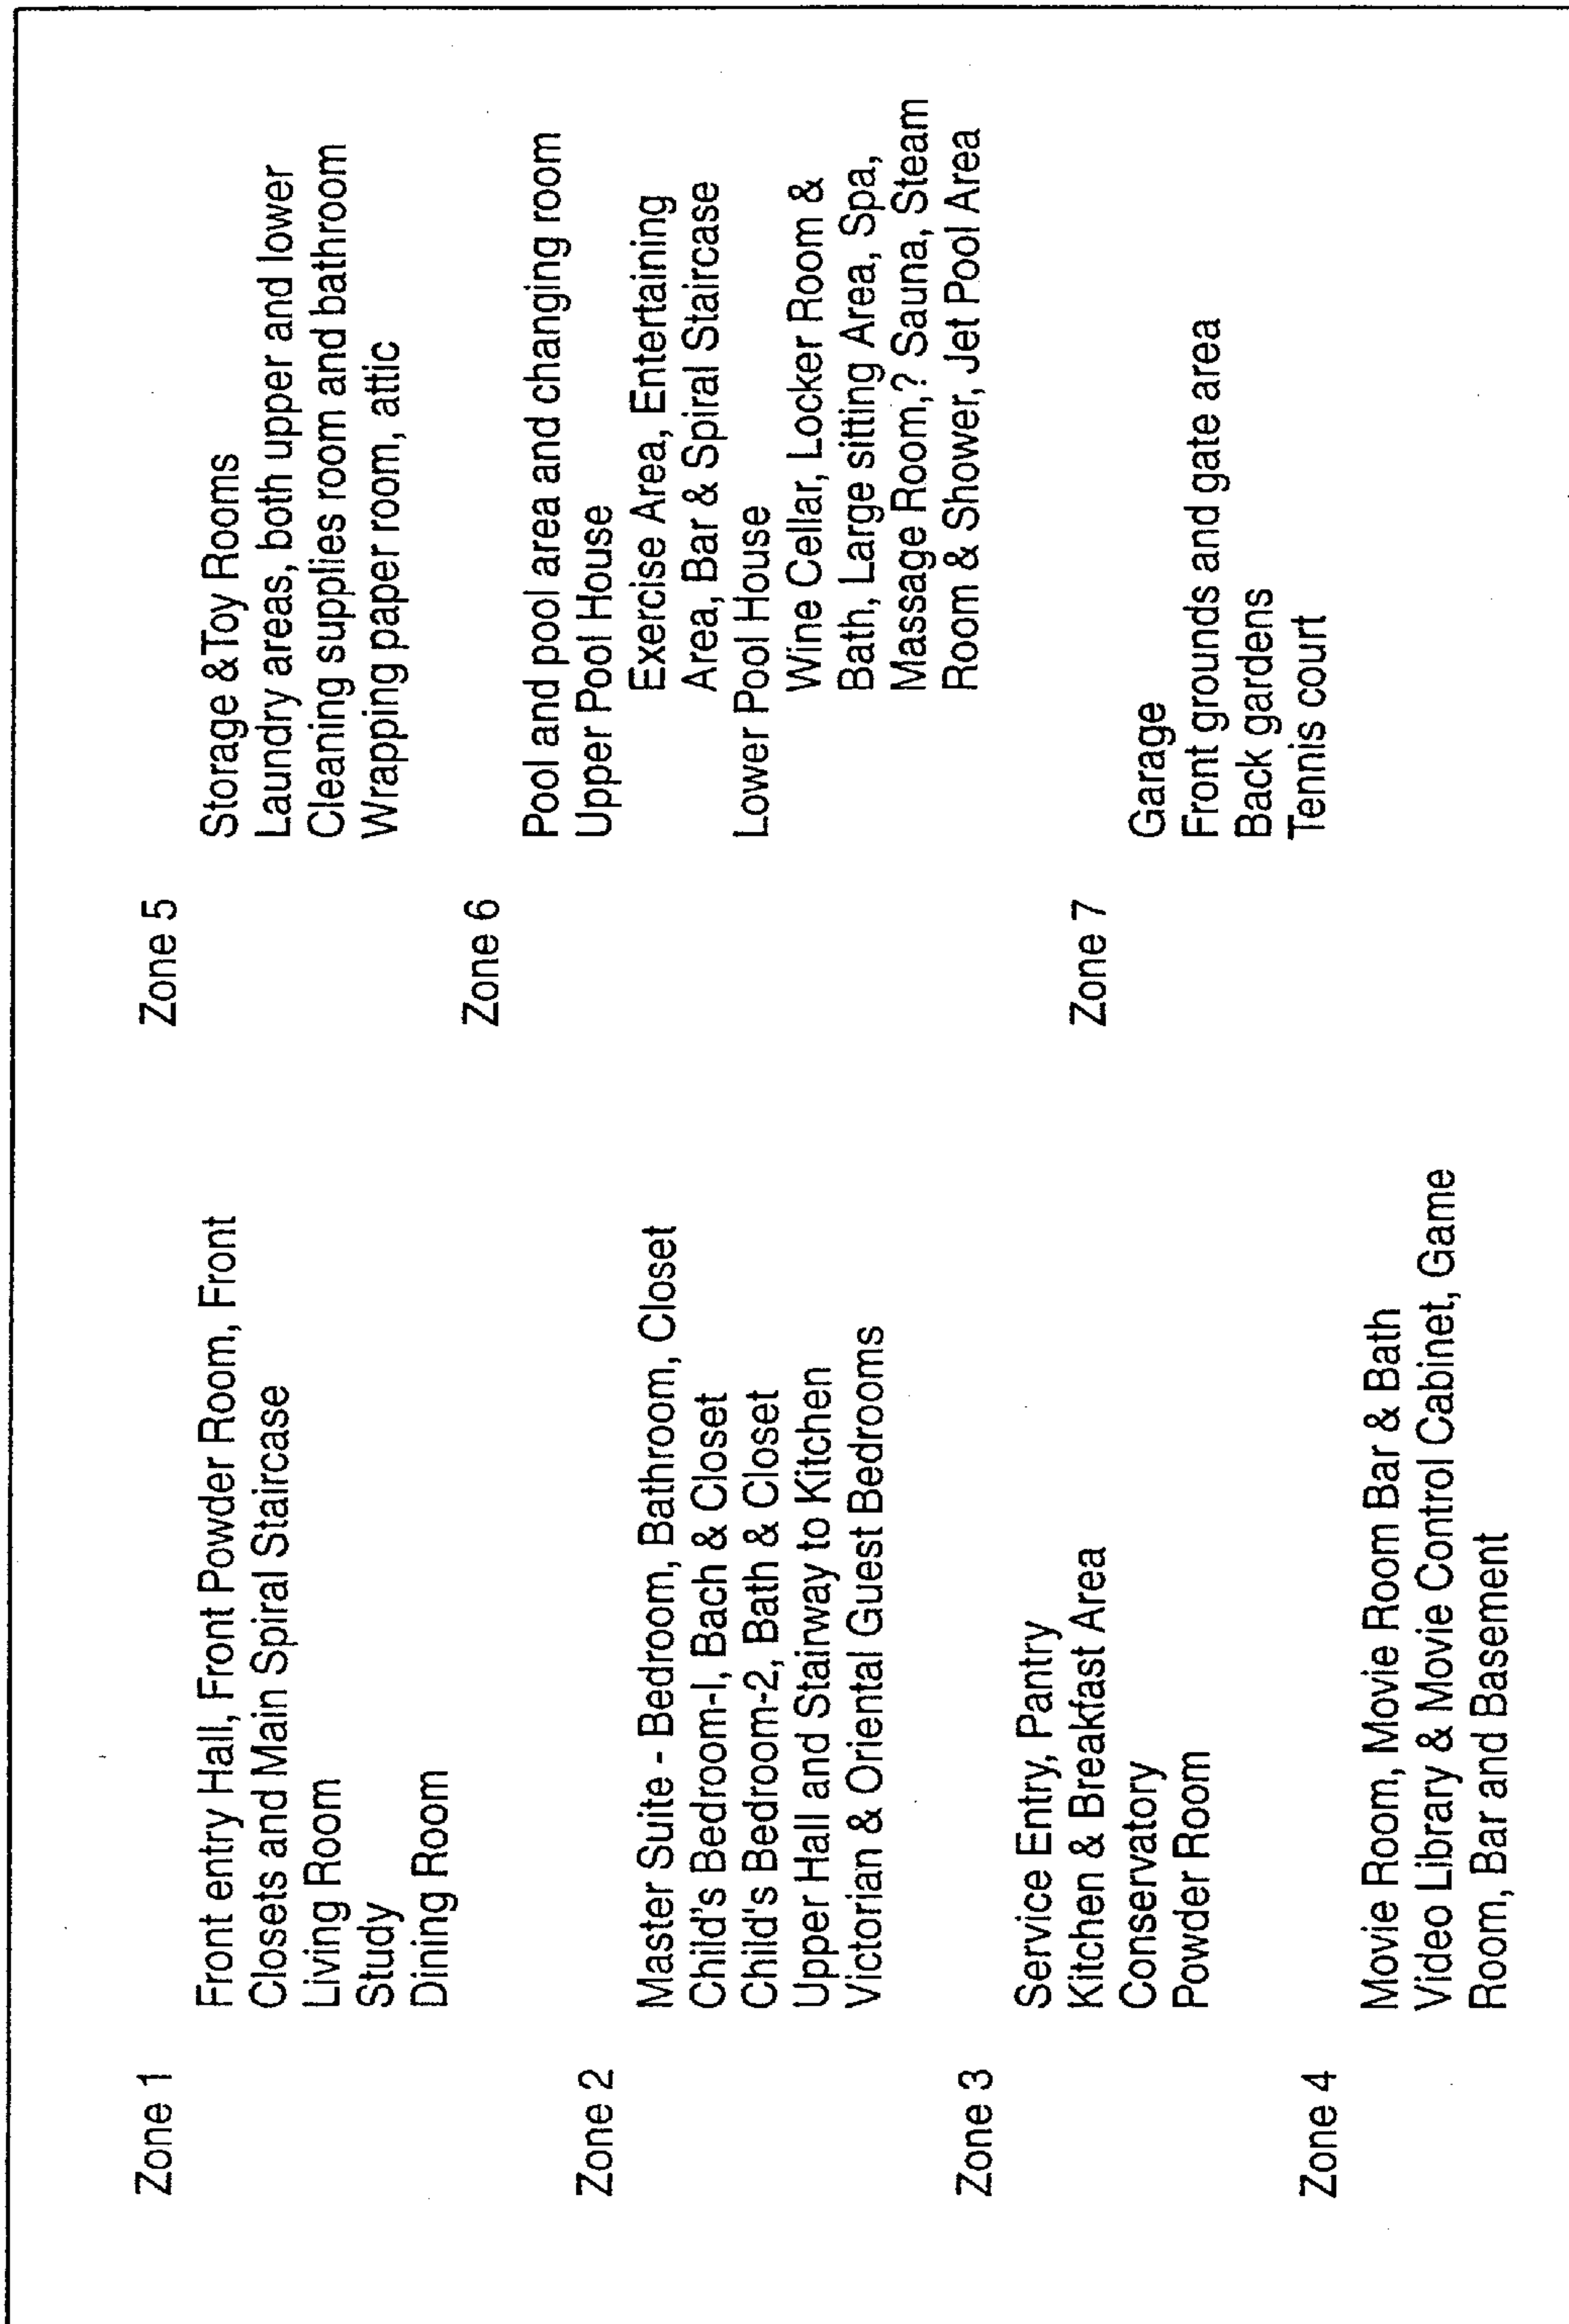 Zone 1
Front entry Hall, Front Powder Room, Front
Closets and Main Spiral Staircase
Living Room
Study
Dining Room
Zone 2
Master Suite - Bedroom, Bathroom, Closet
Child's Bedroom-I, Bach & Closet
Child's Bedroom-2, Bath & Closet
Upper Hall and Stairway to Kitchen
Victorian & Oriental Guest Bedrooms
Zone 3
Service Entry, Pantry
Kitchen & Breakfast Area
Conservatory
Powder Room
Zone 4
Movie Room, Movie Room Bar & Bath
Video Library & Movie Control Cabinet, Game
Room, Bar and Basement
Zone 5
Storage &Toy Rooms
Laundry areas, both upper and lower
Cleaning supplies room and bathroom
Wrapping paper room, attic
Zone 6
Pool and pool area and changing room
Upper Pool House
Exercise Area, Entertaining
Area, Bar & Spiral Staircase
Lower Pool House
Wine Cellar, Locker Room &
Bath, Large sitting Area, Spa,
Massage Room,? Sauna, Steam
Room & Shower, Jet Pool Area
Zone 7
Garage
Front grounds and gate area
Back gardens
Tennis court